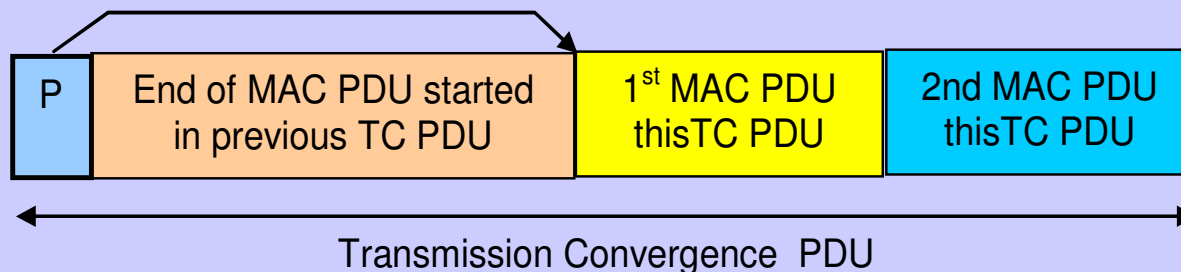 P
End of MAC PDU started
in previous TC PDU
1st MAC PDU
thisTC PDU
2nd MAC PDU
thisTC PDU
Transmission Convergence PDU